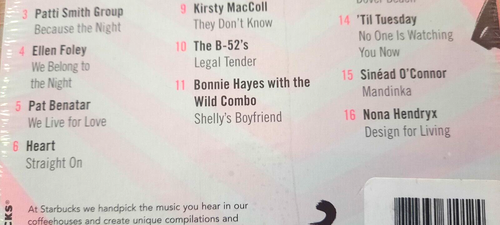 3 Patti Smith Group
Because the Night
4 Ellen Foley
We Belong to
the Night
5 Pat Benatar
We Live for Love
6 Heart
Straight On
9 Kirsty MacColl
They Don't Know
10 The B-52's
Legal Tender
11 Bonnie Hayes with the
Wild Combo
Shelly's Boyfriend
14 'Til Tuesday
No One Is Watching
You Now
15 Sinéad O'Connor
Mandinka
16 Nona Hendryx
Design for Living
At Starbucks we handpick the music you hear in our
coffeehouses and create unique compilations and